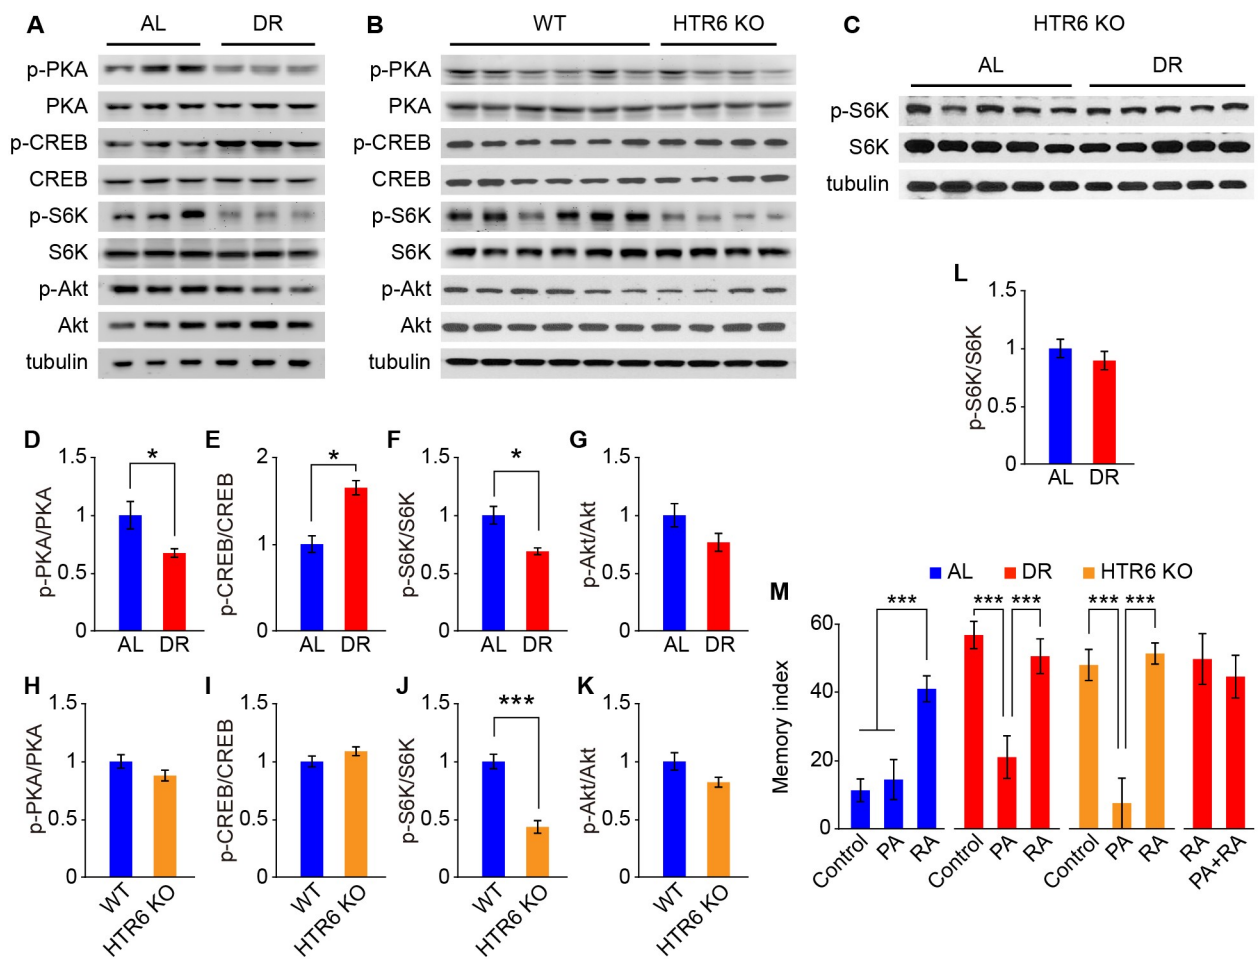 A
AL
DR
p-PKA
PKA
p-CREB
CREB
p-S6K
S6K
p-Akt
Akt
tubulin
B
WT
HTR6 KO
p-PKA
PKA
p-CREB
CREB
p-S6K
S6K
p-Akt
Akt
tubulin
C
HTR6 KO
AL
DR
p-S6K
S6K
tubulin
L
p-S6K/S6K
1.5
1
0.5
0
AL
DR
D
p-PKA/PKA
1.5
1
0.5
0
*
AL
DR
E
p-CREB/CREB
2
1
0
*
AL
DR
F
p-S6K/S6K
1.5
1
0.5
0
*
AL
DR
G
p-Akt/Akt
1.5
1
0.5
0
AL
DR
H
p-PKA/PKA
1.5
1
0.5
0
WT
HTR6 KO
I
p-CREB/CREB
1.5
1
0.5
0
WT
HTR6 KO
J
p-S6K/S6K
1.5
1
0.5
0
***
WT
HTR6 KO
K
p-Akt/Akt
1.5
1
0.5
0
WT
HTR6 KO
M
AL
DR
HTR6 KO
Memory index
60
40
20
0
***
*** ***
*** ***
Control
PA
RA
Control
PA
RA
Control
PA
RA
RA
PA+RA